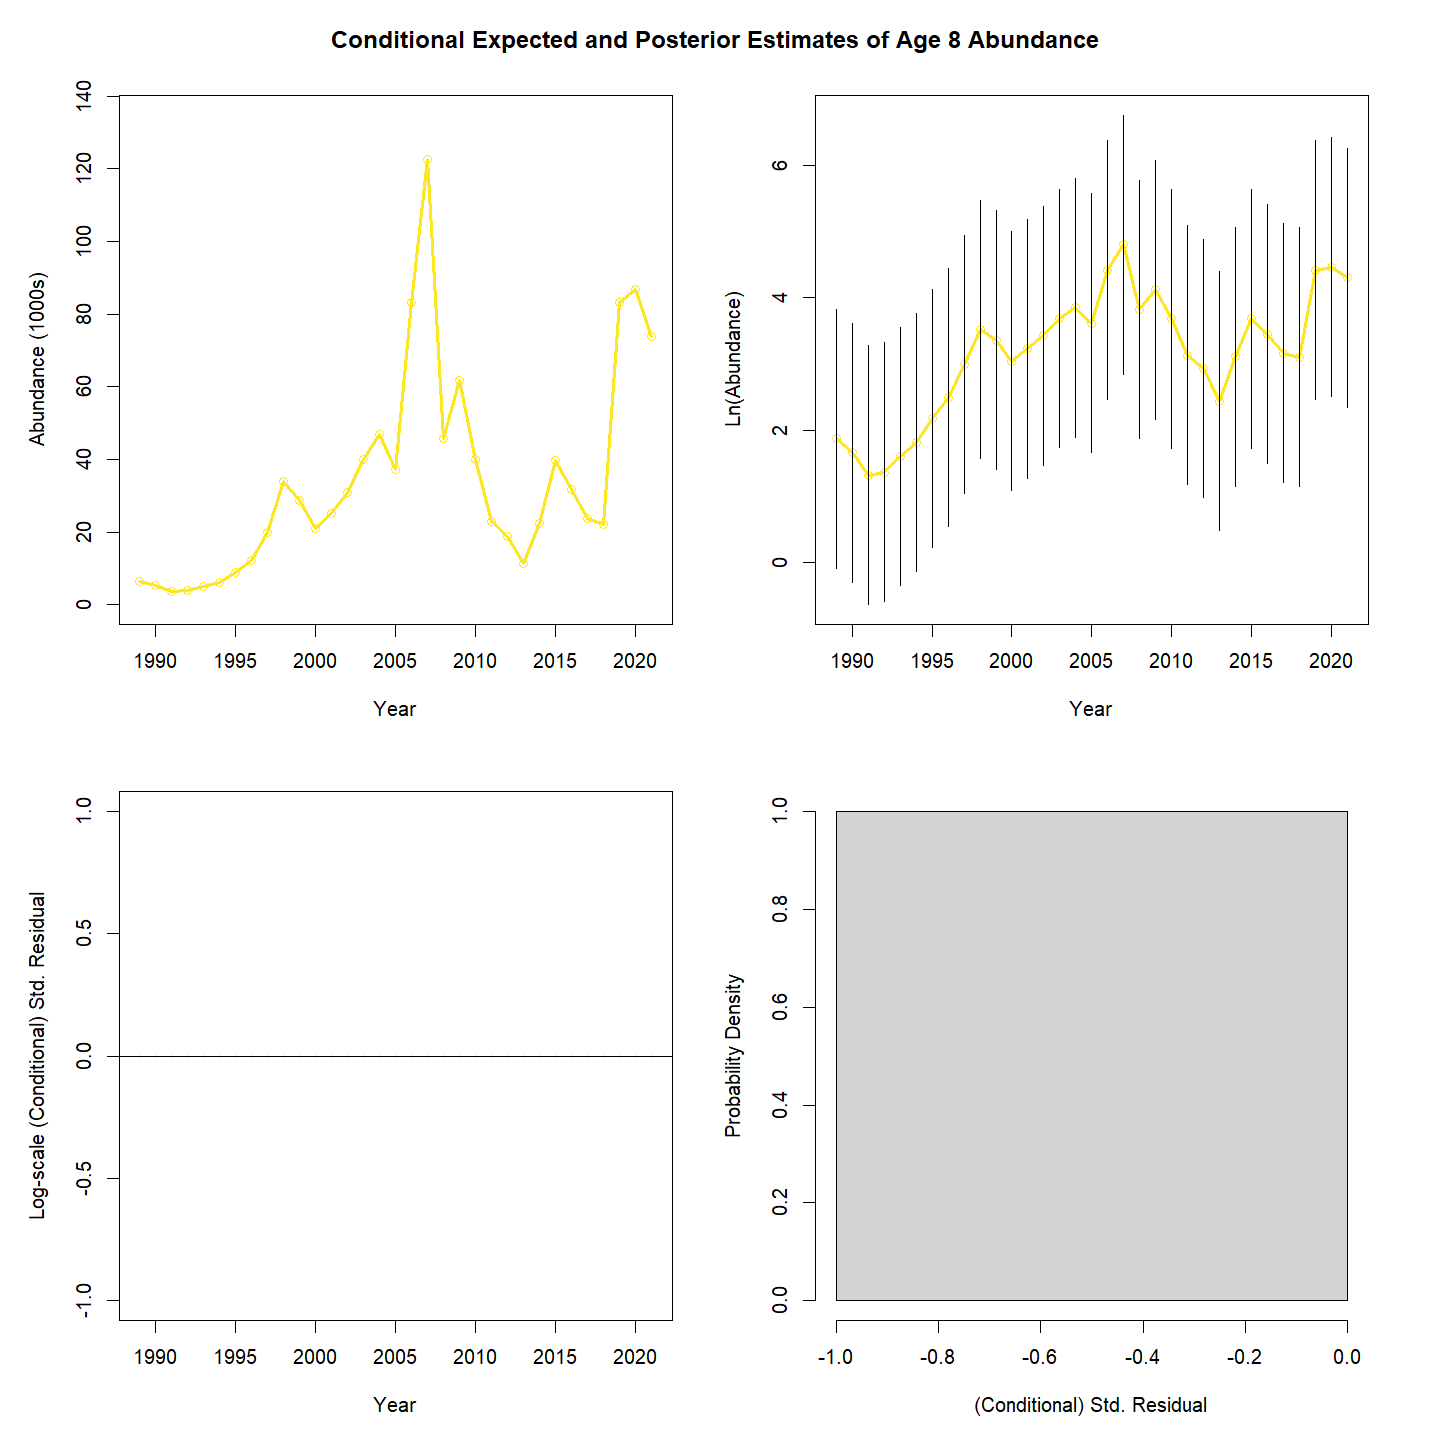 Conditional Expected and Posterior Estimates of Age 8 Abundance
Abundance (1000s)
0 20 40 60 80 100 120 140
1990 1995 2000 2005 2010 2015 2020
Year
Ln(Abundance)
0 2 4 6
1990 1995 2000 2005 2010 2015 2020
Year
Log-scale (Conditional) Std. Residual
-1.0 -0.5 0.0 0.5 1.0
1990 1995 2000 2005 2010 2015 2020
Year
Probability Density
0.0 0.2 0.4 0.6 0.8 1.0
-1.0 -0.8 -0.6 -0.4 -0.2 0.0
(Conditional) Std. Residual